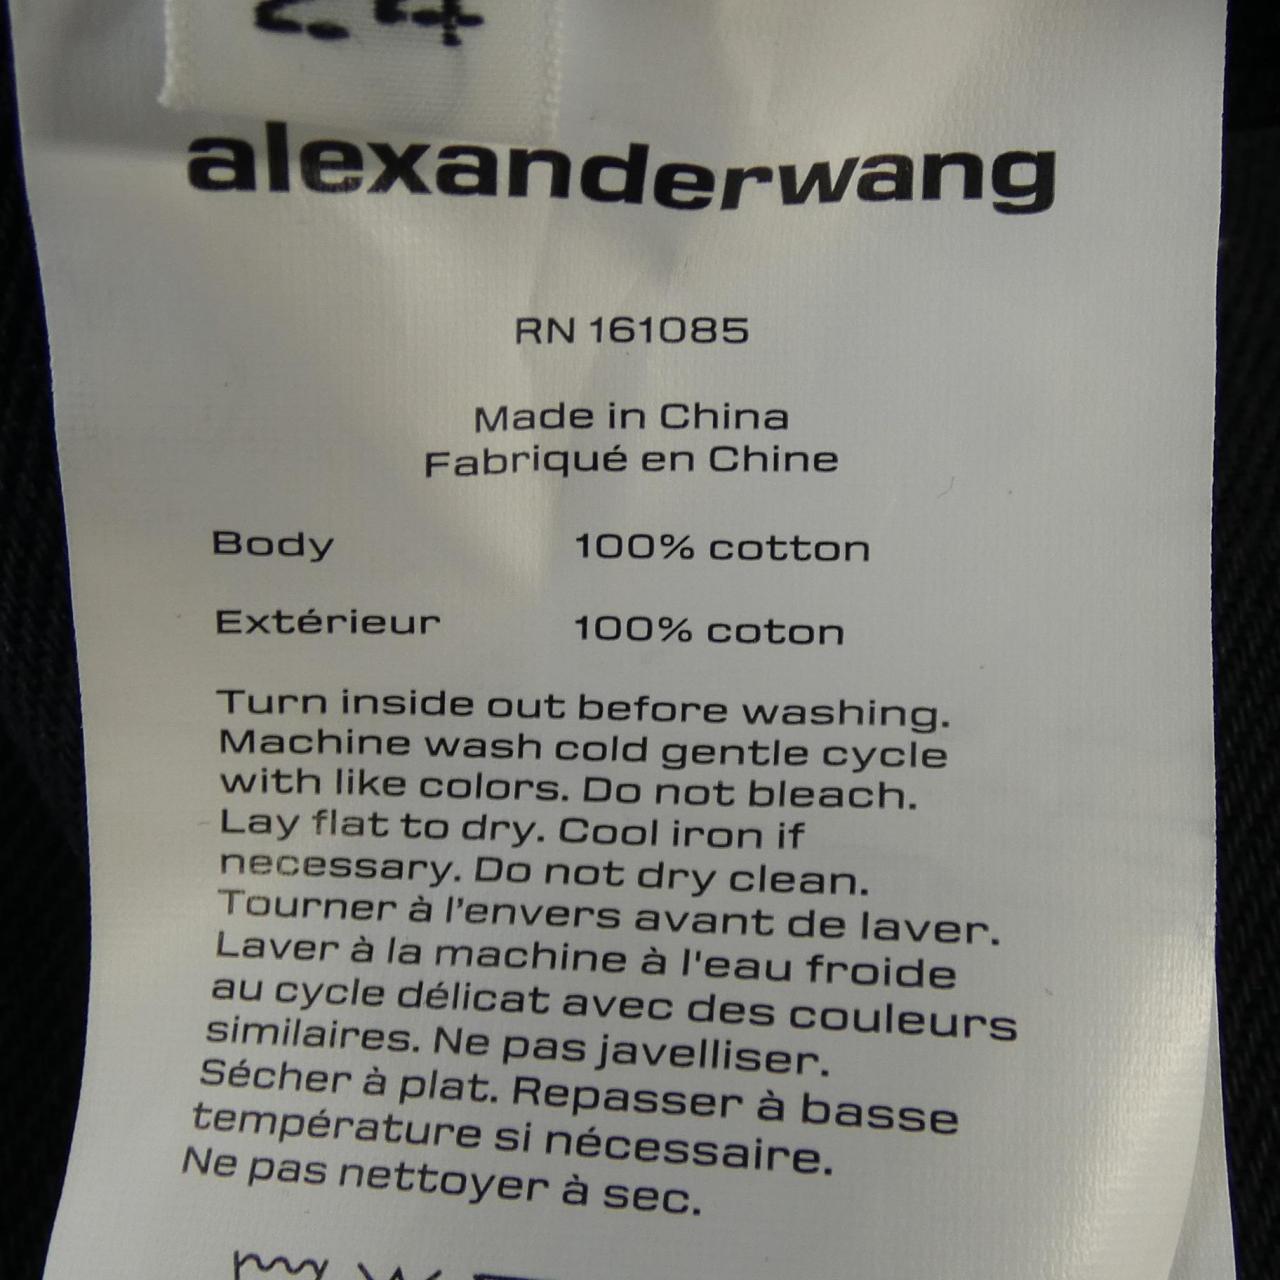 24
alexanderwang
RN 161085
Made in China
Fabriqué en Chine
Body 100% cotton
Extérieur 100% coton
Turn inside out before washing.
Machine wash cold gentle cycle
with like colors. Do not bleach.
Lay flat to dry. Cool iron if
necessary. Do not dry clean.
Tourner à l'envers avant de laver.
Laver à la machine à l'eau froide
au cycle délicat avec des couleurs
similaires. Ne pas javelliser.
Sécher à plat. Repasser à basse
température si nécessaire.
Ne pas nettoyer à sec.